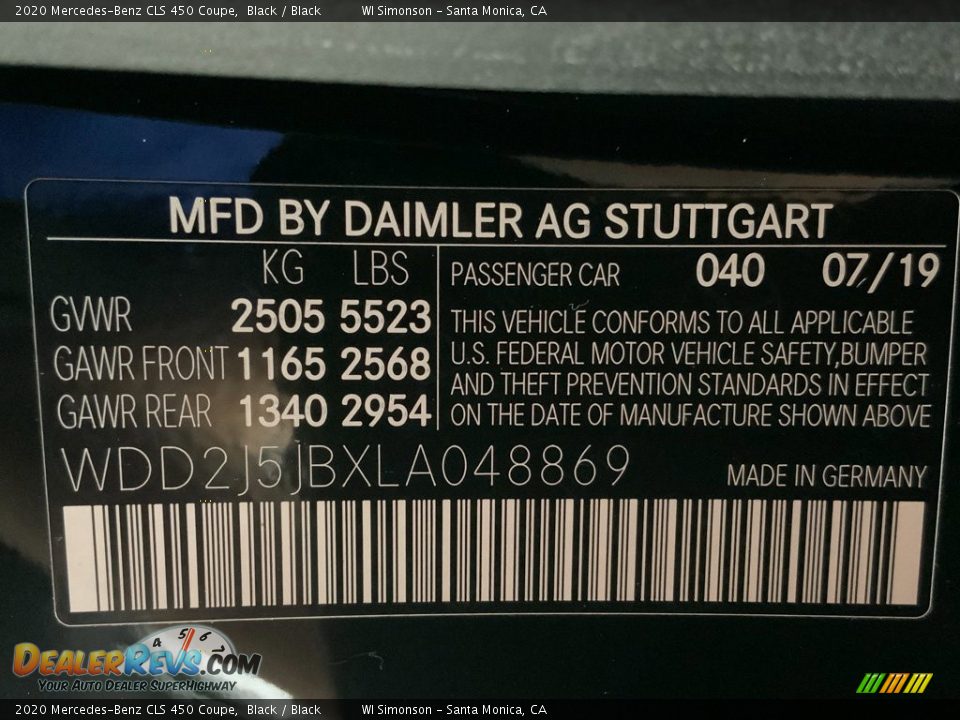 2020 Mercedes-Benz CLS 450 Coupe, Black / Black WI Simonson - Santa Monica, CA
MFD BY DAIMLER AG STUTTGART
KG LBS PASSENGER CAR 040 07/19
GVWR 2505 5523
GAWR FRONT 1165 2568
GAWR REAR 1340 2954
THIS VEHICLE CONFORMS TO ALL APPLICABLE
U.S. FEDERAL MOTOR VEHICLE SAFETY,BUMPER
AND THEFT PREVENTION STANDARDS IN EFFECT
ON THE DATE OF MANUFACTURE SHOWN ABOVE
WDD2J5JBXLA048869 MADE IN GERMANY
4 5 6 7
DEALERREVS.COM
YOUR AUTO DEALER SUPERHIGHWAY
2020 Mercedes-Benz CLS 450 Coupe, Black / Black WI Simonson - Santa Monica, CA